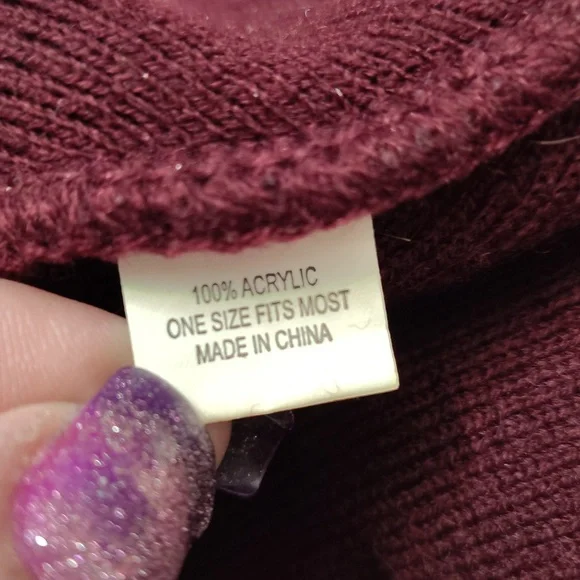 100% ACRYLIC
ONE SIZE FITS MOST
MADE IN CHINA